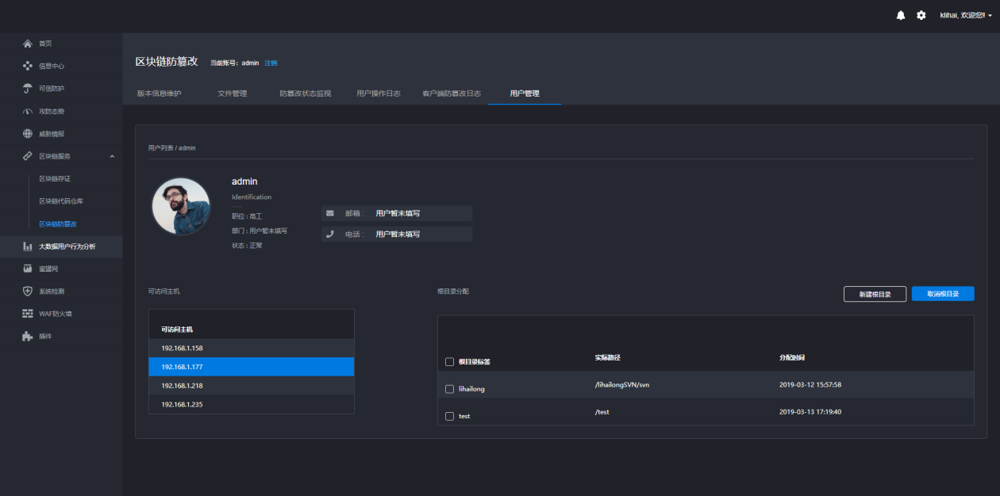 klihai, 欢迎您!
首页
信息中心
可信防护
攻防态势
威胁情报
区块链服务
区块链存证
区块链代码仓库
区块链防篡改
大数据用户行为分析
蜜罐网
系统检测
WAF防火墙
插件
区块链防篡改 当前账号：admin 注销
版本信息维护 文件管理 防篡改状态监视 用户操作日志 客户端防篡改日志 用户管理
用户列表 / admin
admin
Identification
职位 : 高工
部门 : 用户暂未填写
状态 : 正常
邮箱 : 用户暂未填写
电话 : 用户暂未填写
可访问主机
可访问主机
192.168.1.158
192.168.1.177
192.168.1.218
192.168.1.235
根目录分配 新建根目录 取消根目录
根目录标签 实际路径 分配时间
lihailong /lihailongSVN/svn 2019-03-12 15:57:58
test /test 2019-03-13 17:19:40